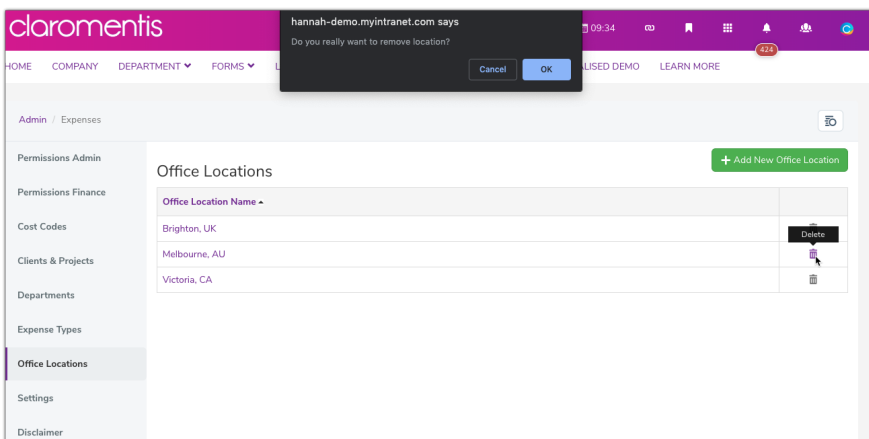 claromentis
hannah-demo.myintranet.com says
Do you really want to remove location?
Cancel
OK
09:34
424
HOME
COMPANY
DEPARTMENT
FORMS
ALISED DEMO
LEARN MORE
Admin / Expenses
Permissions Admin
Permissions Finance
Cost Codes
Clients & Projects
Departments
Expense Types
Office Locations
Settings
Disclaimer
Office Locations
+ Add New Office Location
Office Location Name
Brighton, UK
Delete
Melbourne, AU
Victoria, CA